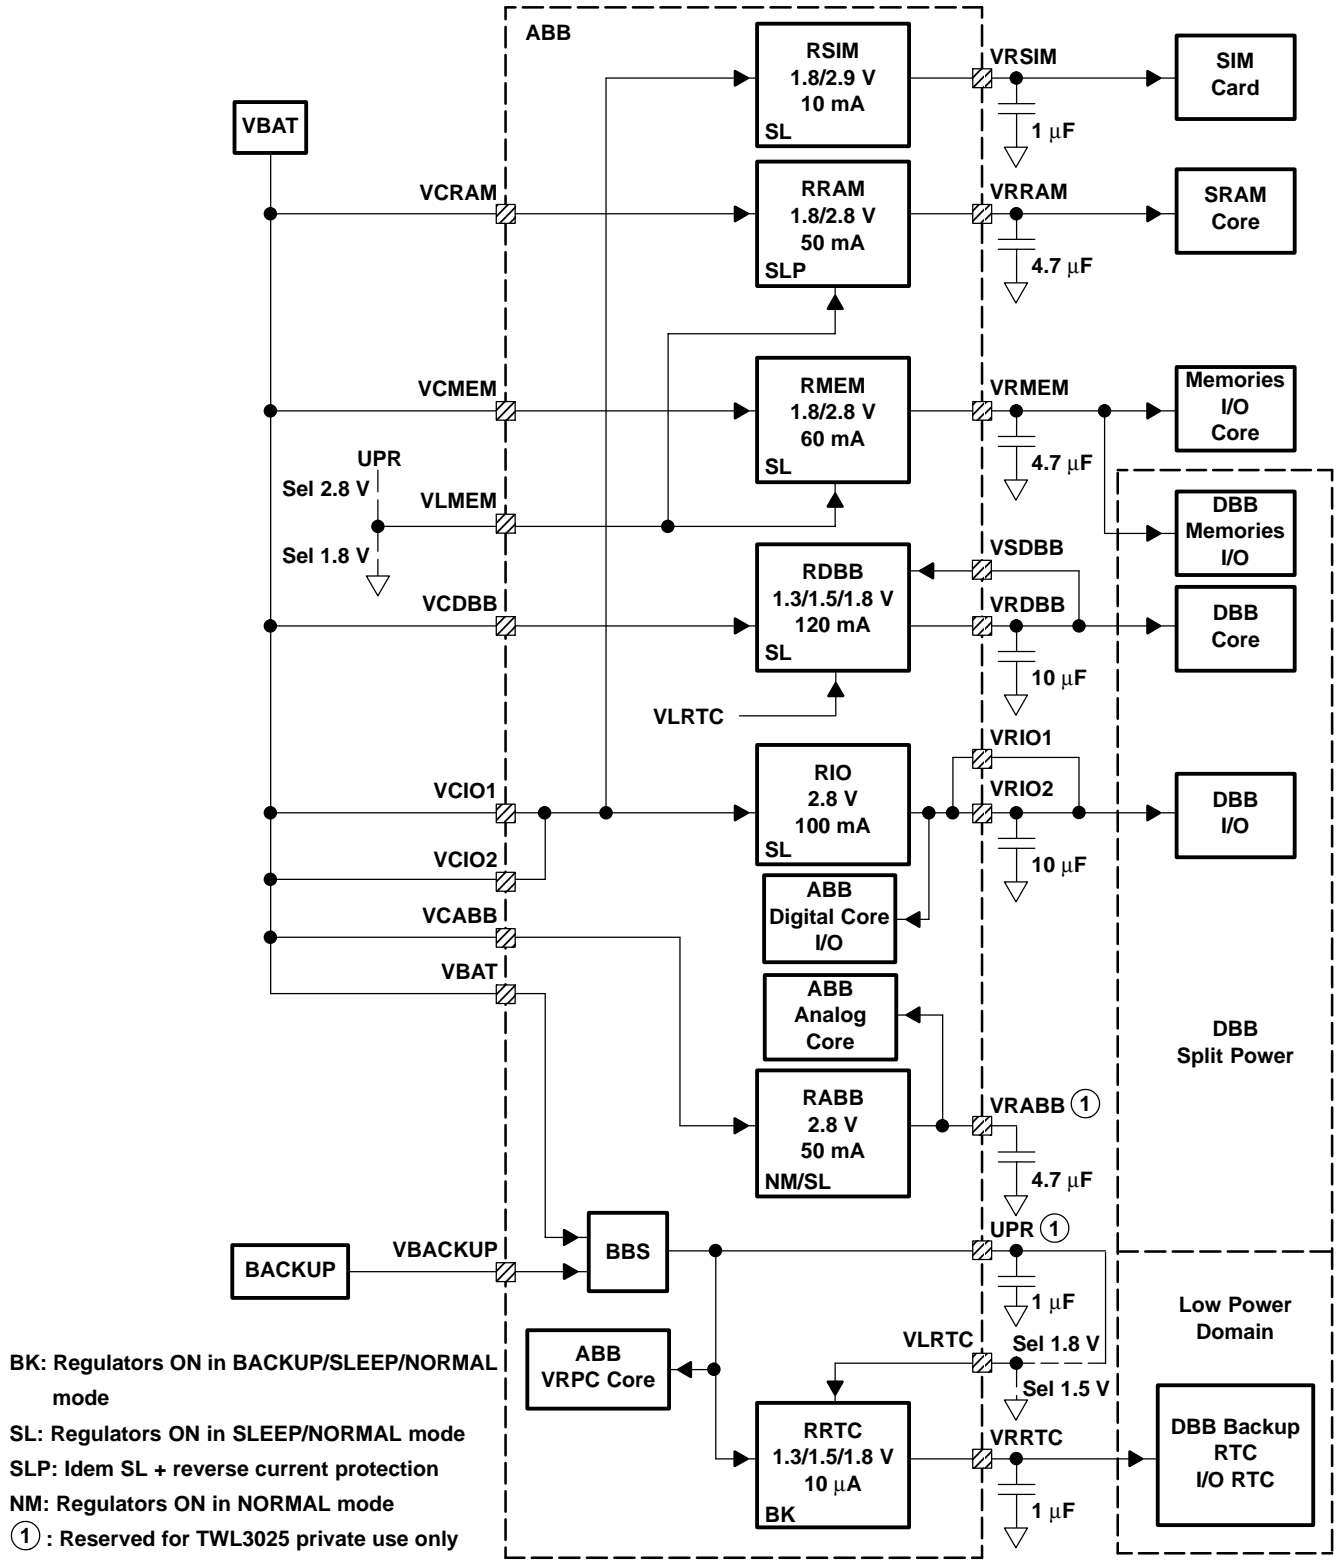 ABB
RSIM
1.8/2.9 V
10 mA
SL
VRSIM
SIM
Card
1 μF
VBAT
VCRAM
RRAM
1.8/2.8 V
50 mA
SLP
VRRAM
SRAM
Core
4.7 μF
VCMEM
RMEM
1.8/2.8 V
60 mA
SL
VRMEM
Memories
I/O
Core
4.7 μF
UPR
Sel 2.8 V
VLMEM
Sel 1.8 V
DBB
Memories
I/O
VSDBB
VCDBB
RDBB
1.3/1.5/1.8 V
120 mA
SL
VRDBB
DBB
Core
10 μF
VLRTC
VRIO1
VCIO1
RIO
2.8 V
100 mA
SL
VRIO2
DBB
I/O
10 μF
VCIO2
ABB
Digital Core
I/O
VCABB
VBAT
ABB
Analog
Core
DBB
Split Power
RABB
2.8 V
50 mA
NM/SL
VRABB 1
4.7 μF
UPR 1
VBACKUP
BBS
BACKUP
1 μF
Low Power
Domain
ABB
VRPC Core
VLRTC
Sel 1.8 V
Sel 1.5 V
RRTC
1.3/1.5/1.8 V
10 μA
BK
VRRTC
DBB Backup
RTC
I/O RTC
1 μF
BK: Regulators ON in BACKUP/SLEEP/NORMAL
mode
SL: Regulators ON in SLEEP/NORMAL mode
SLP: Idem SL + reverse current protection
NM: Regulators ON in NORMAL mode
1 : Reserved for TWL3025 private use only